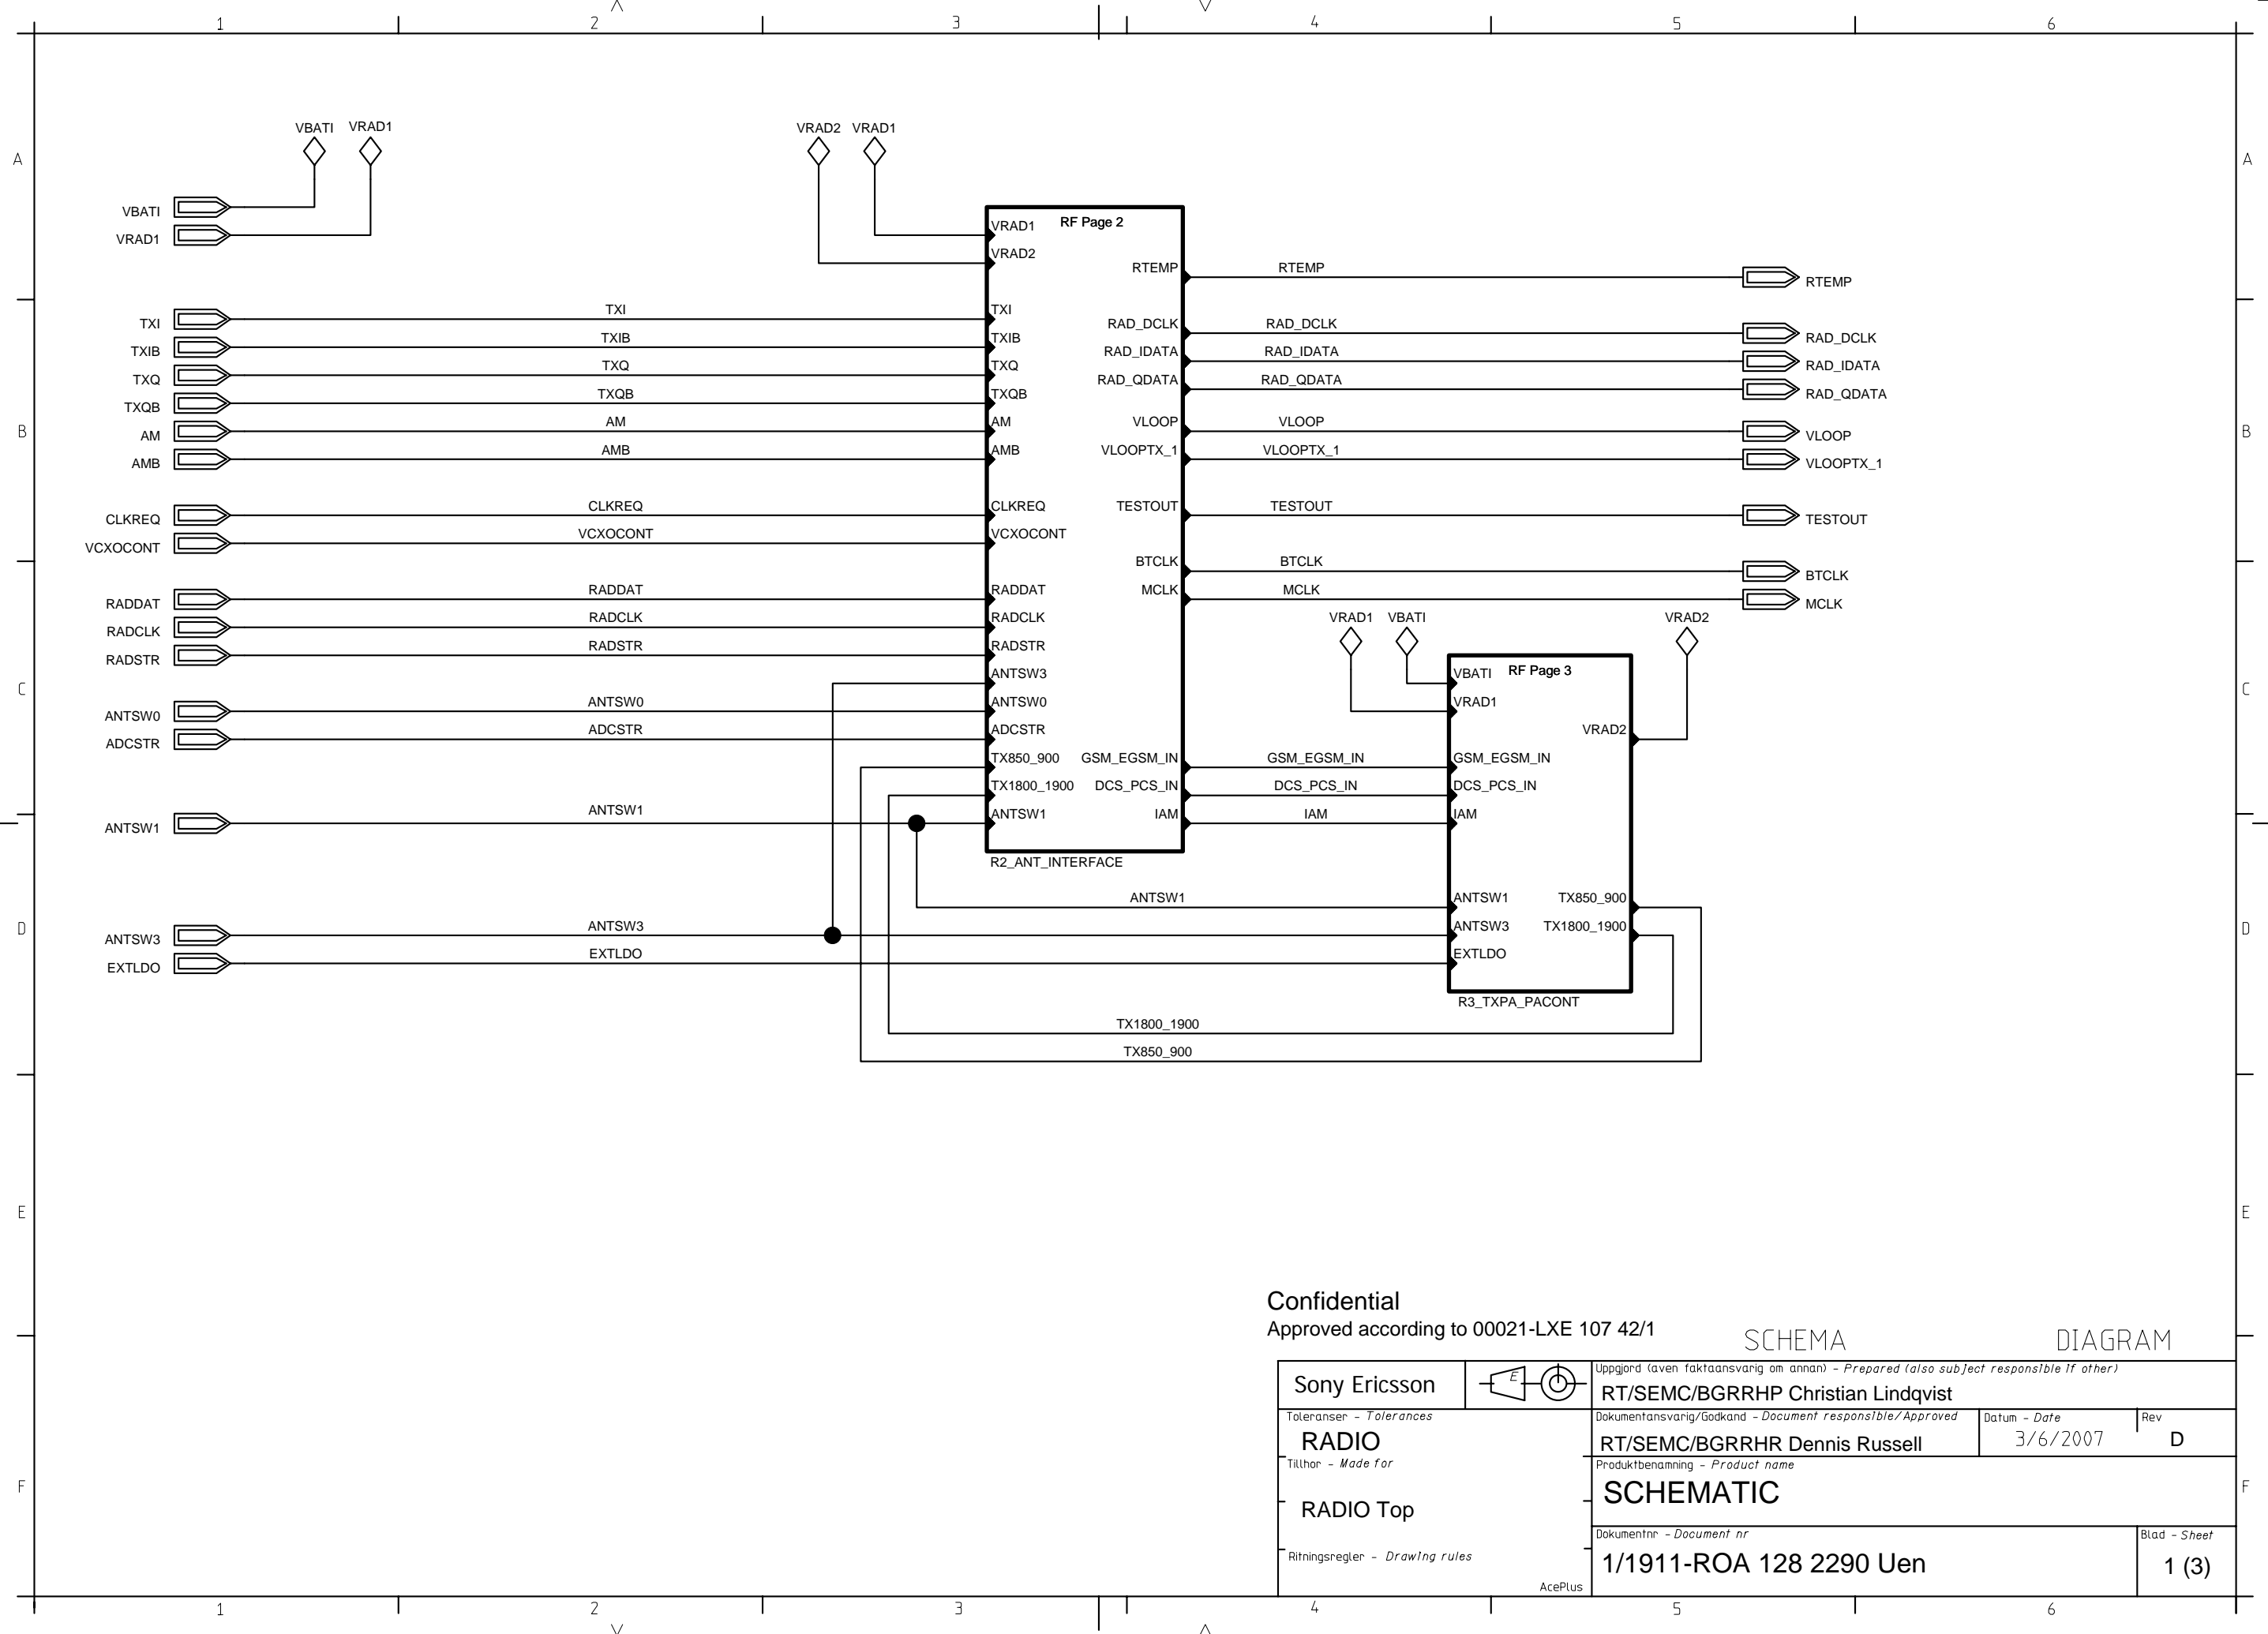 1 2 3 4 5 6
A A
VBATI VRAD1 VRAD2 VRAD1
VBATI
VRAD1
RF Page 2
VRAD1
VRAD2
RTEMP RTEMP RTEMP
TXI TXI TXI
TXIB TXIB TXIB
TXQ TXQ TXQ
TXQB TXQB TXQB
AM AM AM
AMB AMB AMB
RAD_DCLK RAD_DCLK RAD_DCLK
RAD_IDATA RAD_IDATA RAD_IDATA
RAD_QDATA RAD_QDATA RAD_QDATA
B B
VLOOP VLOOP VLOOP
VLOOPTX_1 VLOOPTX_1 VLOOPTX_1
CLKREQ CLKREQ CLKREQ
VCXOCONT VCXOCONT VCXOCONT
TESTOUT TESTOUT TESTOUT
BTCLK BTCLK BTCLK
MCLK MCLK MCLK
RADDAT RADDAT RADDAT
RADCLK RADCLK RADCLK
RADSTR RADSTR RADSTR
ANTSW3
C C
ANTSW0 ANTSW0 ANTSW0
ADCSTR ADCSTR ADCSTR
TX850_900 GSM_EGSM_IN GSM_EGSM_IN
TX1800_1900 DCS_PCS_IN DCS_PCS_IN
ANTSW1 ANTSW1 ANTSW1 IAM IAM
R2_ANT_INTERFACE
VRAD1 VBATI VRAD2
VBATI RF Page 3
VRAD1
VRAD2
GSM_EGSM_IN
DCS_PCS_IN
IAM
ANTSW1 ANTSW1 TX850_900
D D
ANTSW3 ANTSW3 ANTSW3 TX1800_1900
EXTLDO EXTLDO EXTLDO
R3_TXPA_PACONT
TX1800_1900
TX850_900
E E
Confidential
Approved according to 00021-LXE 107 42/1
SCHEMA DIAGRAM
Sony Ericsson
E
Uppgjord (aven faktaansvarig om annan) - Prepared (also subject responsible if other)
RT/SEMC/BGRRHP Christian Lindqvist
Toleranser - Tolerances
RADIO
Dokumentansvarig/Godkand - Document responsible/Approved
RT/SEMC/BGRRHR Dennis Russell
Datum - Date
3/6/2007
Rev
D
Tillhor - Made for
RADIO Top
Produktbenamning - Product name
SCHEMATIC
F F
Ritningsregler - Drawing rules
AcePlus
Dokumentnr - Document nr
1/1911-ROA 128 2290 Uen
Blad - Sheet
1 (3)
1 2 3 4 5 6